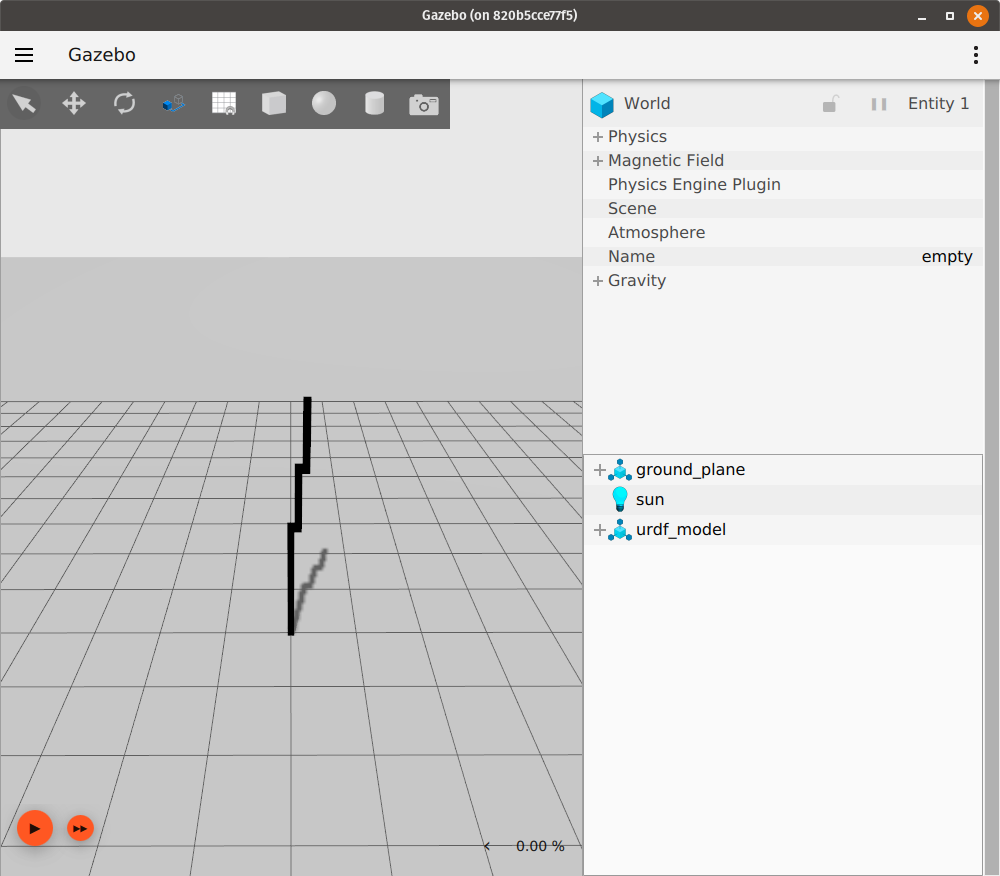 Gazebo (on 820b5cce77f5)
Gazebo
World Entity 1
Physics
Magnetic Field
Physics Engine Plugin
Scene
Atmosphere
Name empty
Gravity
ground_plane
sun
urdf_model
0.00 %